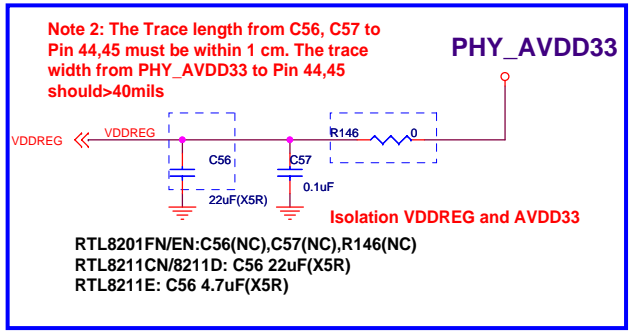 Note 2: The Trace length from C56, C57 to
Pin 44,45 must be within 1 cm. The trace
width from PHY_AVDD33 to Pin 44,45
should>40mils
PHY_AVDD33
VDDREG
VDDREG
R146
0
C56
C57
22uF(X5R)
0.1uF
Isolation VDDREG and AVDD33
RTL8201FN/EN:C56(NC),C57(NC),R146(NC)
RTL8211CN/8211D: C56 22uF(X5R)
RTL8211E: C56 4.7uF(X5R)